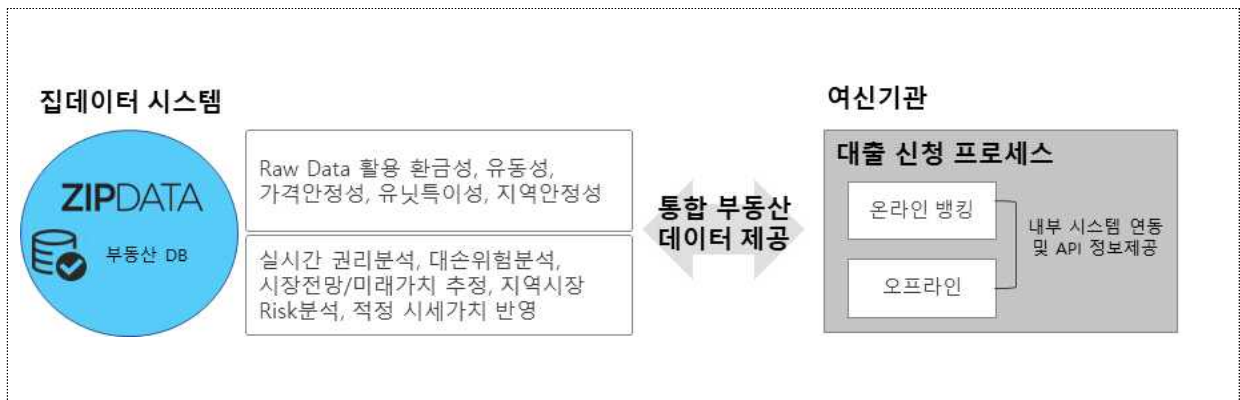 집데이터 시스템
ZIPDATA
부동산 DB
Raw Data 활용 환금성, 유동성,
가격안정성, 유닛특이성, 지역안정성
실시간 권리분석, 대손위험분석,
시장전망/미래가치 추정, 지역시장
Risk분석, 적정 시세가치 반영
통합 부동산
데이터 제공
여신기관
대출 신청 프로세스
온라인 뱅킹
오프라인
내부 시스템 연동
및 API 정보제공